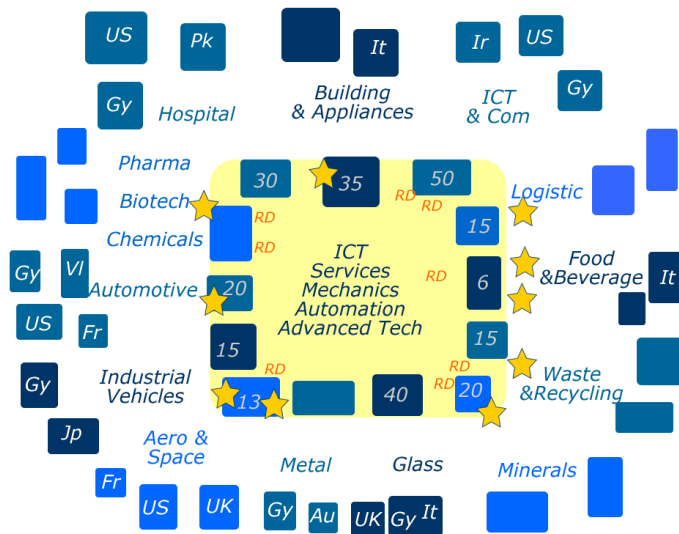 US
Pk
It
Ir
US
Gy
Gy
Hospital
Building
& Appliances
ICT
& Com
Pharma
Biotech
Chemicals
30
35
50
RD
RD
RD
RD
Logistic
15
ICT
Services
Mechanics
Automation
Advanced Tech
RD
6
Food
&Beverage
It
Gy
Vl
Automotive
20
US
Fr
15
15
Gy
Industrial
Vehicles
RD
RD
RD
13
40
20
Waste
&Recycling
Jp
Aero &
Space
Metal
Glass
Minerals
Fr
US
UK
Gy
Au
UK
Gy
It